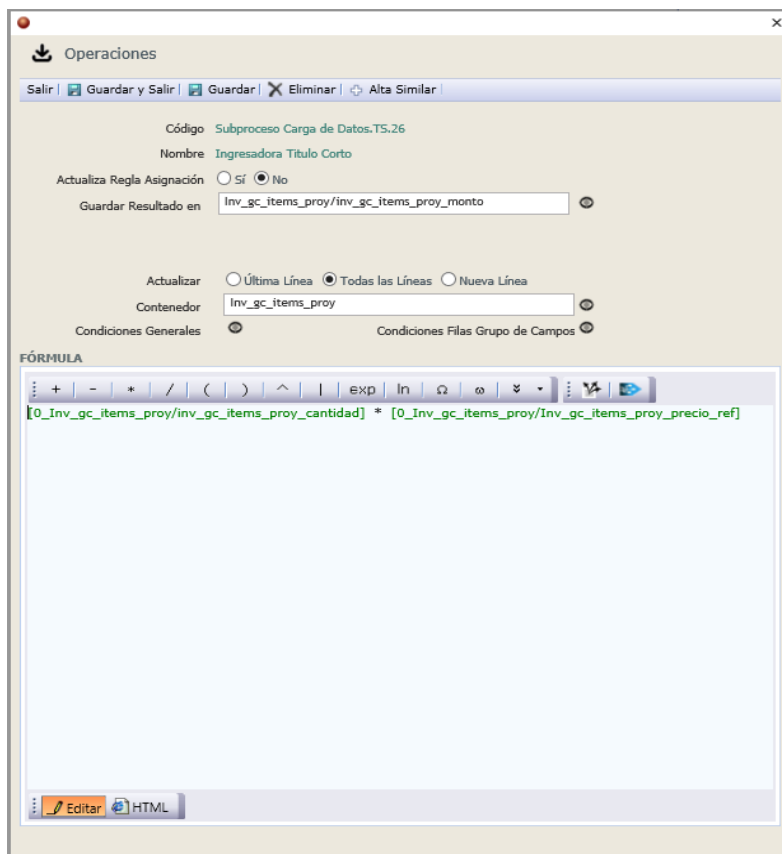 Operaciones
Salir | Guardar y Salir | Guardar | Eliminar | Alta Similar
Código Subproceso Carga de Datos.TS.26
Nombre Ingresadora Titulo Corto
Actualiza Regla Asignación Sí No
Guardar Resultado en Inv_gc_items_proy/inv_gc_items_proy_monto
Actualizar Última Línea Todas las Líneas Nueva Línea
Contenedor Inv_gc_items_proy
Condiciones Generales Condiciones Filas Grupo de Campos
FÓRMULA
+ | - | * | / | ( | ) | ^ | | | exp | ln | Ω | ω
[0_Inv_gc_items_proy/inv_gc_items_proy_cantidad] * [0_Inv_gc_items_proy/Inv_gc_items_proy_precio_ref]
Editar HTML